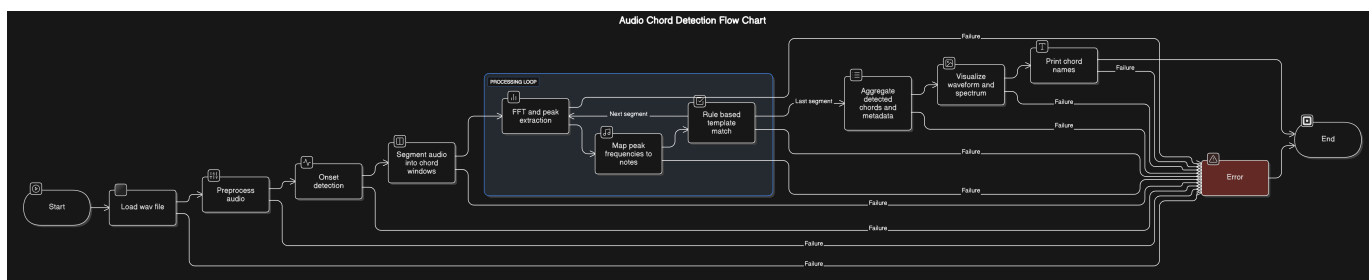 Audio Chord Detection Flow Chart
Start
Load wav file
Preprocess
audio
Onset
detection
Segment audio
into chord
windows
PROCESSING LOOP
FFT and peak
extraction
Map peak
frequencies to
notes
Rule based
template
match
Next segment
Last segment
Aggregate
detected
chords and
metadata
Visualize
waveform and
spectrum
T
Print chord
names
Failure
Failure
Failure
Failure
Failure
Failure
Failure
Failure
Failure
Failure
Error
End